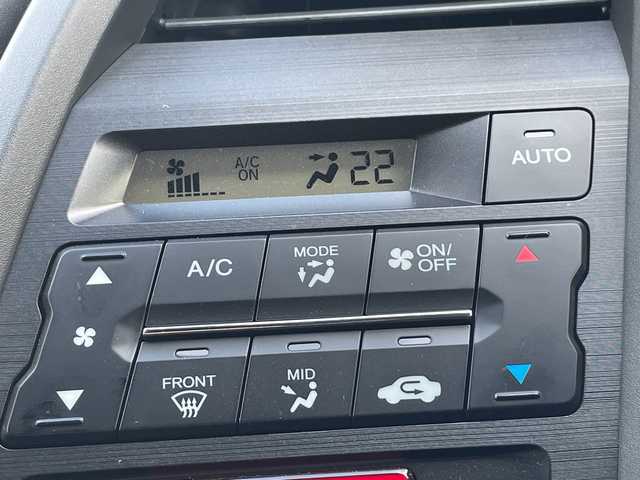 A/C
ON
22
AUTO
A/C
MODE
ON/
OFF
FRONT
MID